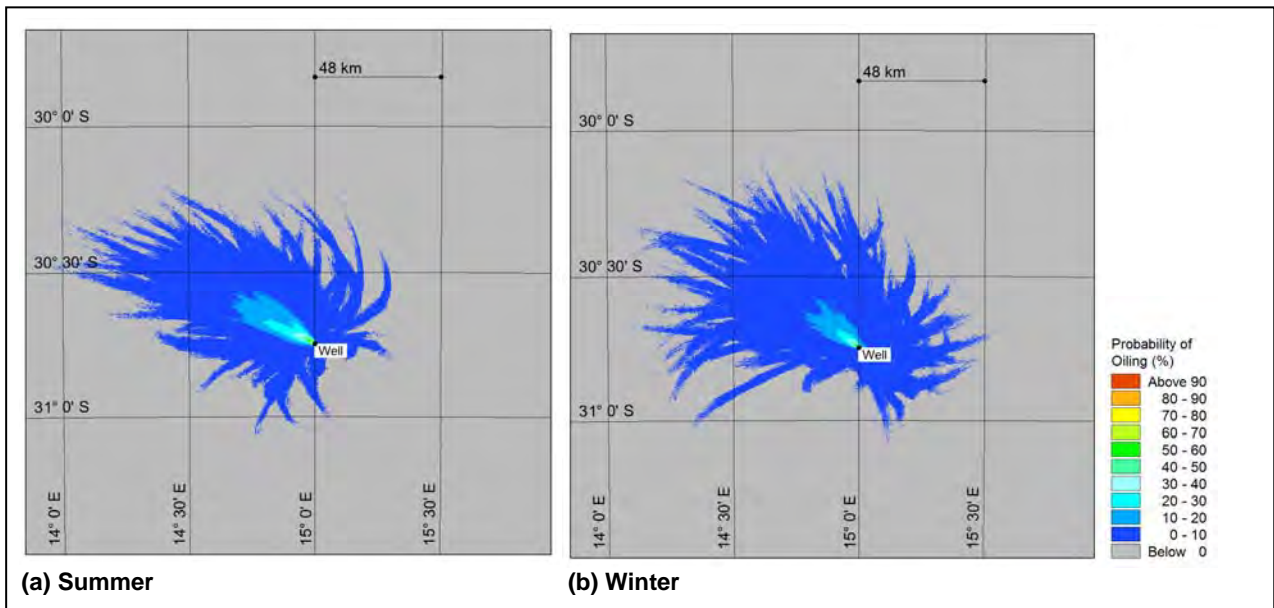 48 km
30° 0' S
30° 30' S
Well
31° 0' S
14° 0' E
14° 30' E
15° 0' E
15° 30' E
(a) Summer
48 km
30° 0' S
30° 30' S
Well
31° 0' S
14° 0' E
14° 30' E
15° 0' E
15° 30' E
(b) Winter
Probability of
Oiling (%)
Above 90
80 - 90
70 - 80
60 - 70
50 - 60
40 - 50
30 - 40
20 - 30
10 - 20
0 - 10
Below 0